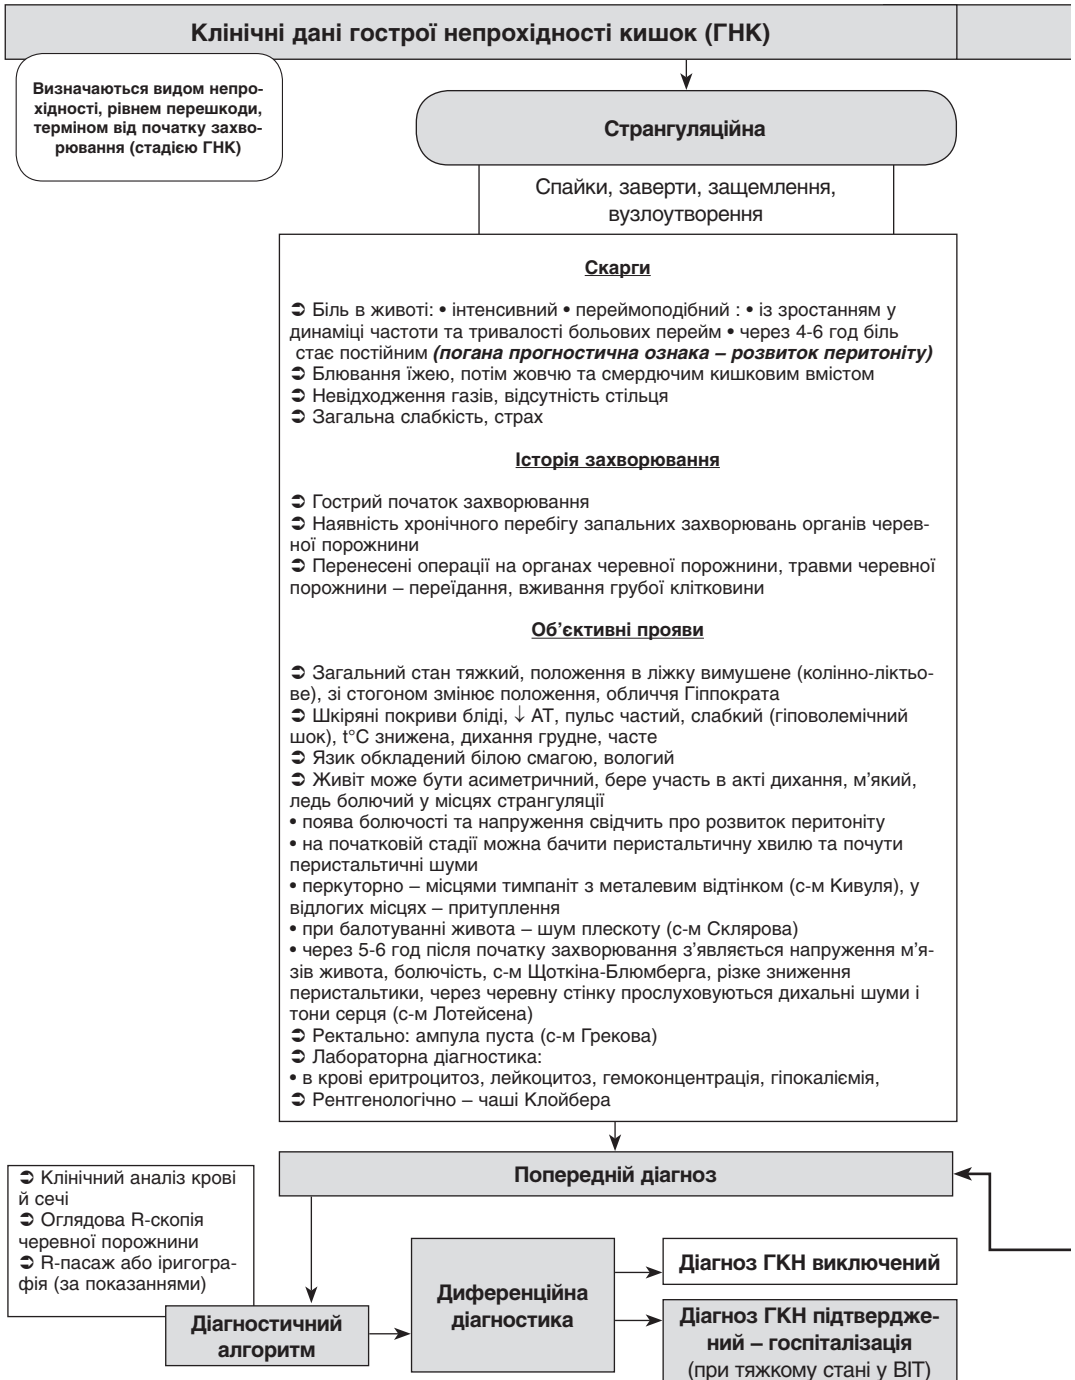 Клінічні дані гострої непрохідності кишок (ГНК)
Визначаються видом непро-
хідності, рівнем перешкоди,
терміном від початку захво-
рювання (стадією ГНК)
Странгуляційна
Спайки, заверти, защемлення,
вузлоутворення
Скарги
➲ Біль в животі: • інтенсивний • переймоподібний : • із зростанням у
динаміці частоти та тривалості больових перейм • через 4-6 год біль
стає постійним (погана прогностична ознака – розвиток перитоніту)
➲ Блювання їжею, потім жовчю та смердючим кишковим вмістом
➲ Невідходження газів, відсутність стільця
➲ Загальна слабкість, страх
Історія захворювання
➲ Гострий початок захворювання
➲ Наявність хронічного перебігу запальних захворювань органів черев-
ної порожнини
➲ Перенесені операції на органах черевної порожнини, травми черевної
порожнини – переїдання, вживання грубої клітковини
Об’єктивні прояви
➲ Загальний стан тяжкий, положення в ліжку вимушене (колінно-ліктьо-
ве), зі стогоном змінює положення, обличчя Гіппократа
➲ Шкіряні покриви бліді, ↓ АТ, пульс частий, слабкий (гіповолемічний
шок), t°C знижена, дихання грудне, часте
➲ Язик обкладений білою смагою, вологий
➲ Живіт може бути асиметричний, бере участь в акті дихання, м’який,
ледь болючий у місцях странгуляції
• поява болючості та напруження свідчить про розвиток перитоніту
• на початковій стадії можна бачити перистальтичну хвилю та почути
перистальтичні шуми
• перкуторно – місцями тимпаніт з металевим відтінком (с-м Кивуля), у
відлогих місцях – притуплення
• при балотуванні живота – шум плескоту (с-м Склярова)
• через 5-6 год після початку захворювання з’являється напруження м’я-
зів живота, болючість, с-м Щоткіна-Блюмберга, різке зниження
перистальтики, через черевну стінку прослуховуються дихальні шуми і
тони серця (с-м Лотейсена)
➲ Ректально: ампула пуста (с-м Грекова)
➲ Лабораторна діагностика:
• в крові еритроцитоз, лейкоцитоз, гемоконцентрація, гіпокаліємія,
➲ Рентгенологічно – чаші Клойбера
Попередній діагноз
➲ Клінічний аналіз крові
й сечі
➲ Оглядова R-скопія
черевної порожнини
➲ R-пасаж або іригогра-
фія (за показаннями)
Діагностичний
алгоритм
Диференційна
діагностика
Діагноз ГКН виключений
Діагноз ГКН підтвердже-
ний – госпіталізація
(при тяжкому стані у ВІТ)